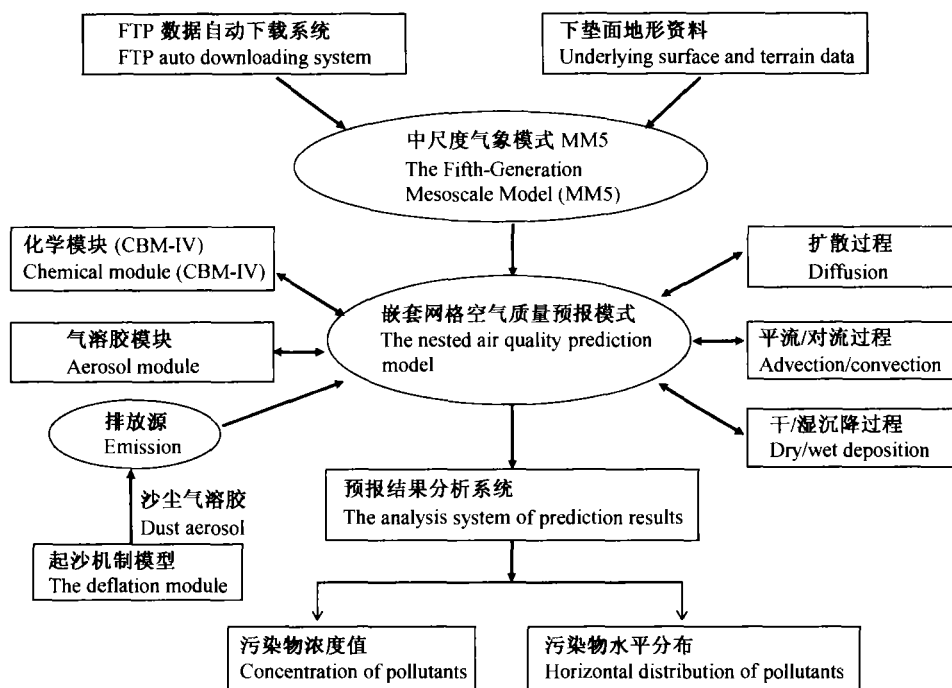 FTP 数据自动下载系统
FTP auto downloading system
下垫面地形资料
Underlying surface and terrain data
中尺度气象模式 MM5
The Fifth-Generation
Mesoscale Model (MM5)
化学模块 (CBM-IV)
Chemical module (CBM-IV)
扩散过程
Diffusion
嵌套网格空气质量预报模式
The nested air quality prediction
model
气溶胶模块
Aerosol module
平流/对流过程
Advection/convection
排放源
Emission
干/湿沉降过程
Dry/wet deposition
沙尘气溶胶
Dust aerosol
预报结果分析系统
The analysis system of prediction results
起沙机制模型
The deflation module
污染物浓度值
Concentration of pollutants
污染物水平分布
Horizontal distribution of pollutants